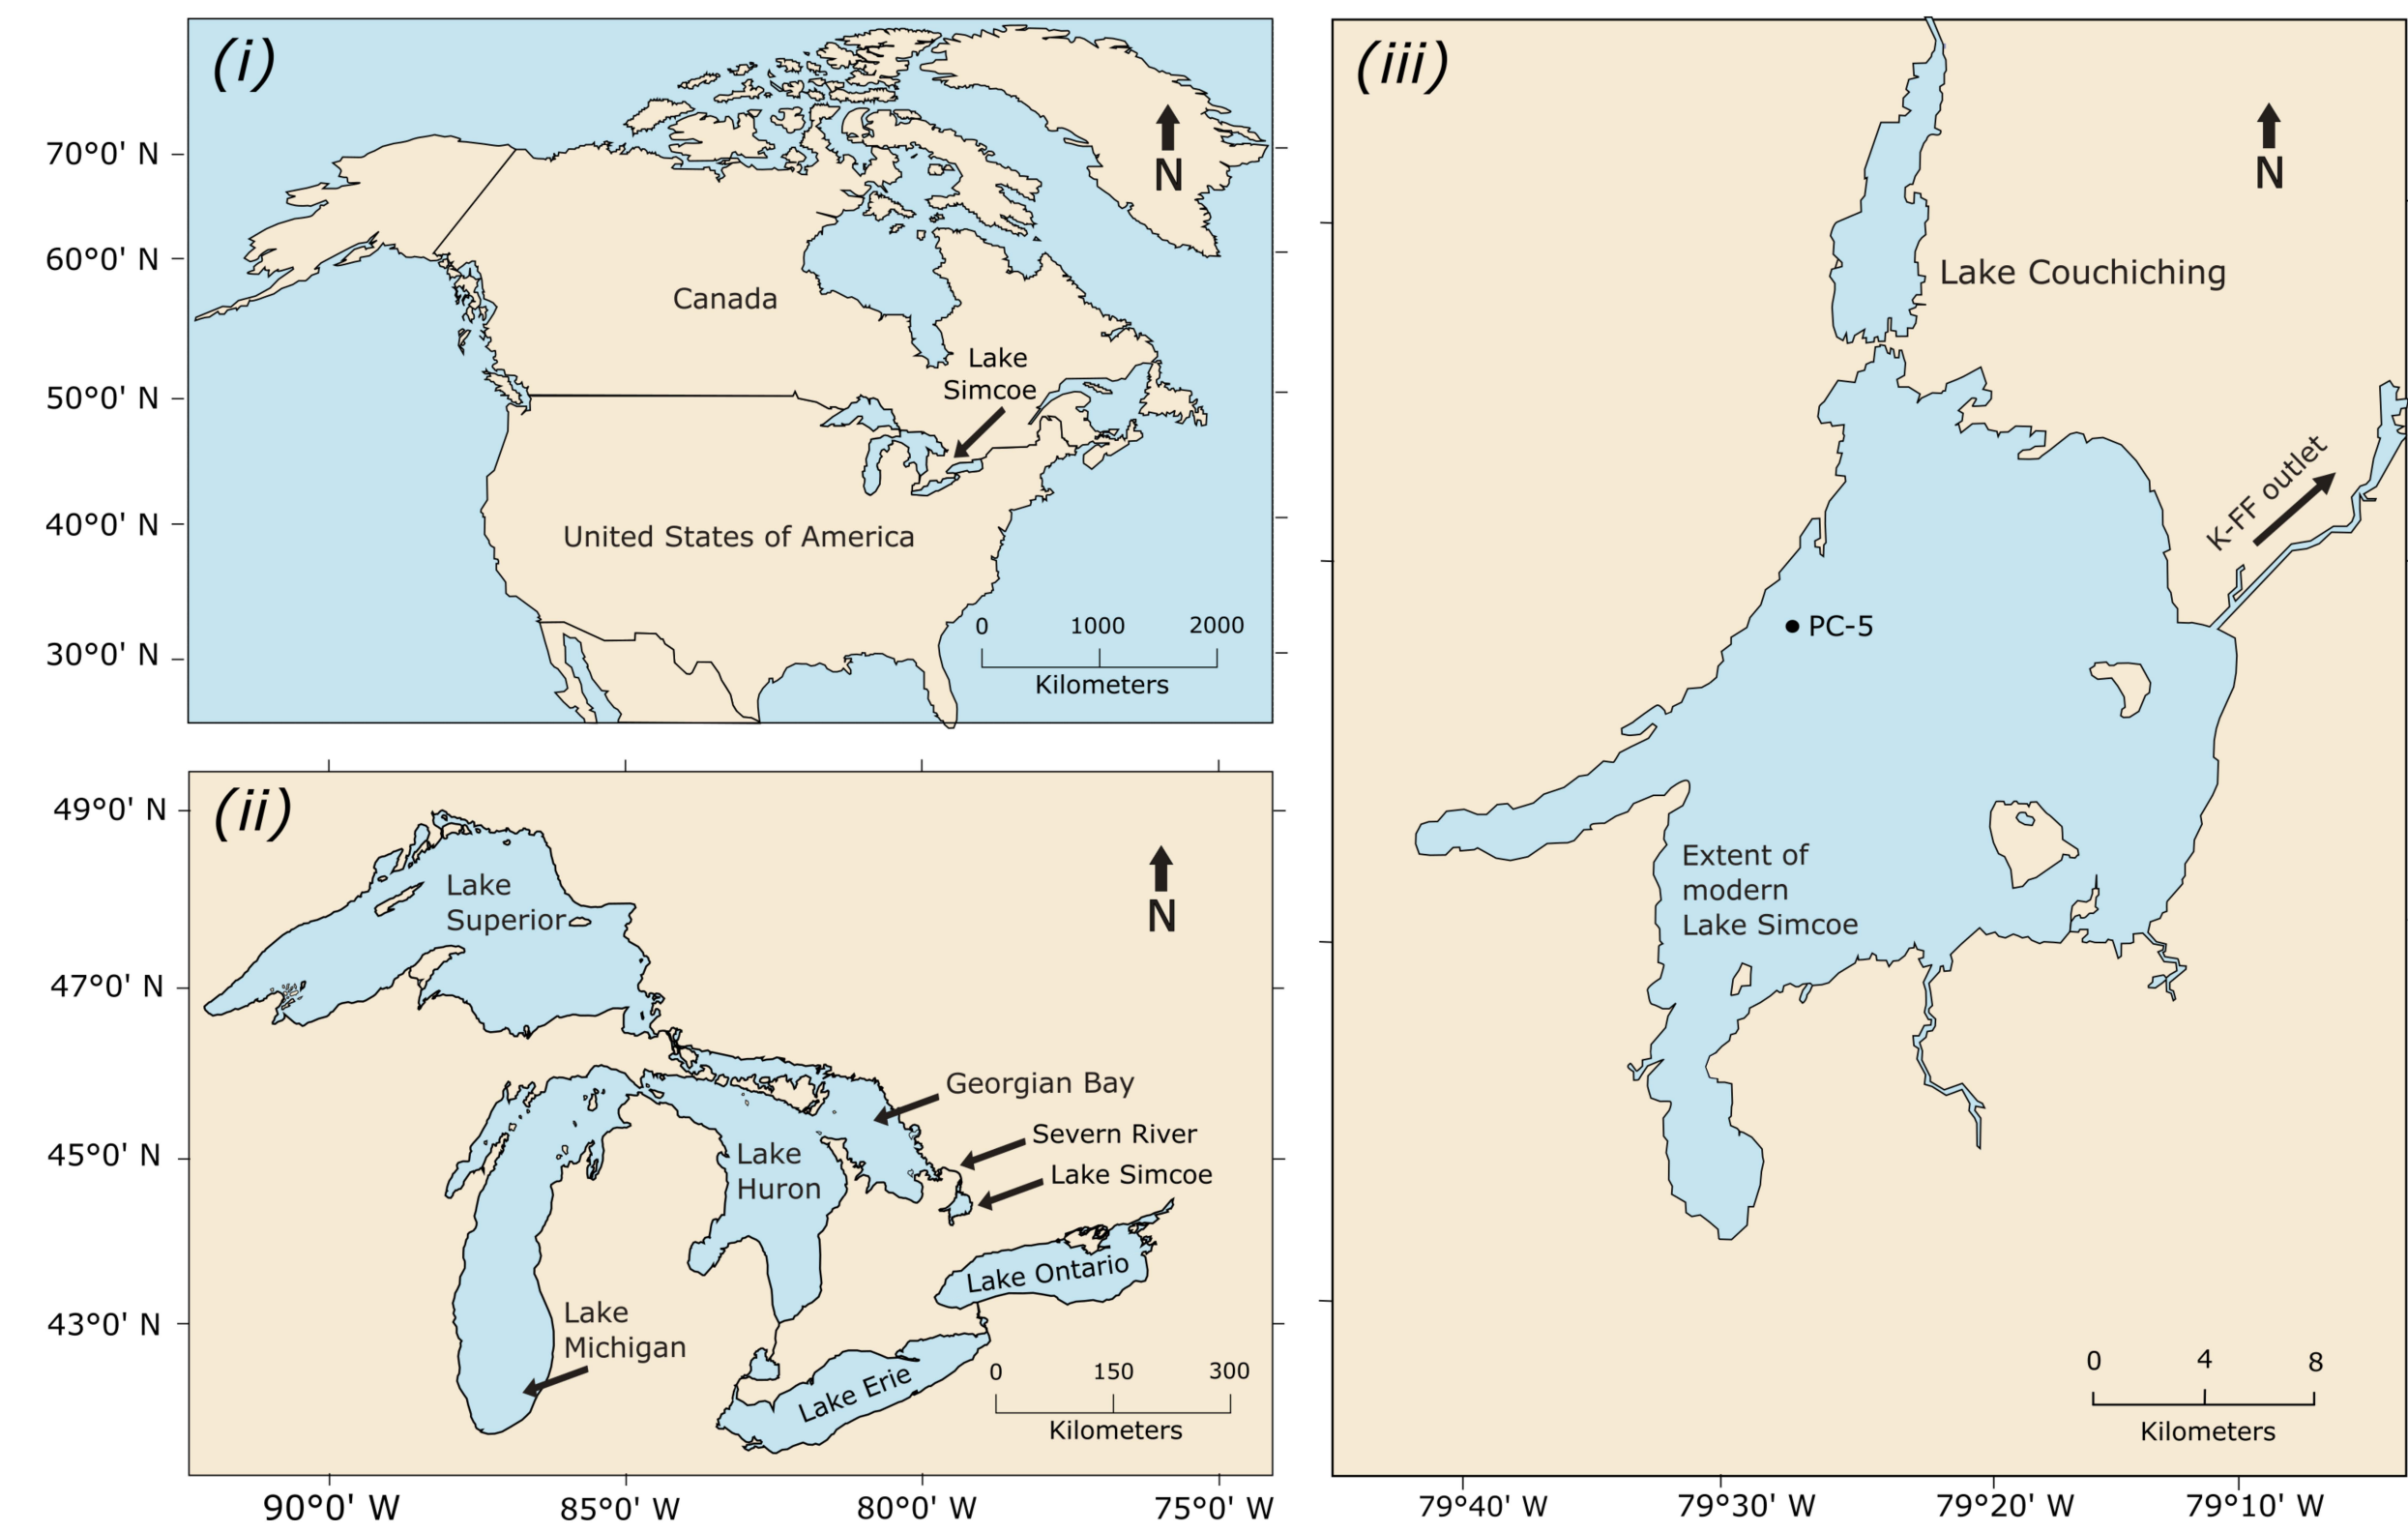 (i)
70°0' N
60°0' N
50°0' N
40°0' N
30°0' N
N
Canada
Lake
Simcoe
United States of America
0 1000 2000
Kilometers
(ii)
49°0' N
47°0' N
45°0' N
43°0' N
N
Lake
Superior
Georgian Bay
Severn River
Lake Simcoe
Lake
Huron
Lake Ontario
Lake
Michigan
Lake Erie
0 150 300
Kilometers
90°0' W 85°0' W 80°0' W 75°0' W
(iii)
N
Lake Couchiching
K-FF outlet
PC-5
Extent of
modern
Lake Simcoe
0 4 8
Kilometers
79°40' W 79°30' W 79°20' W 79°10' W